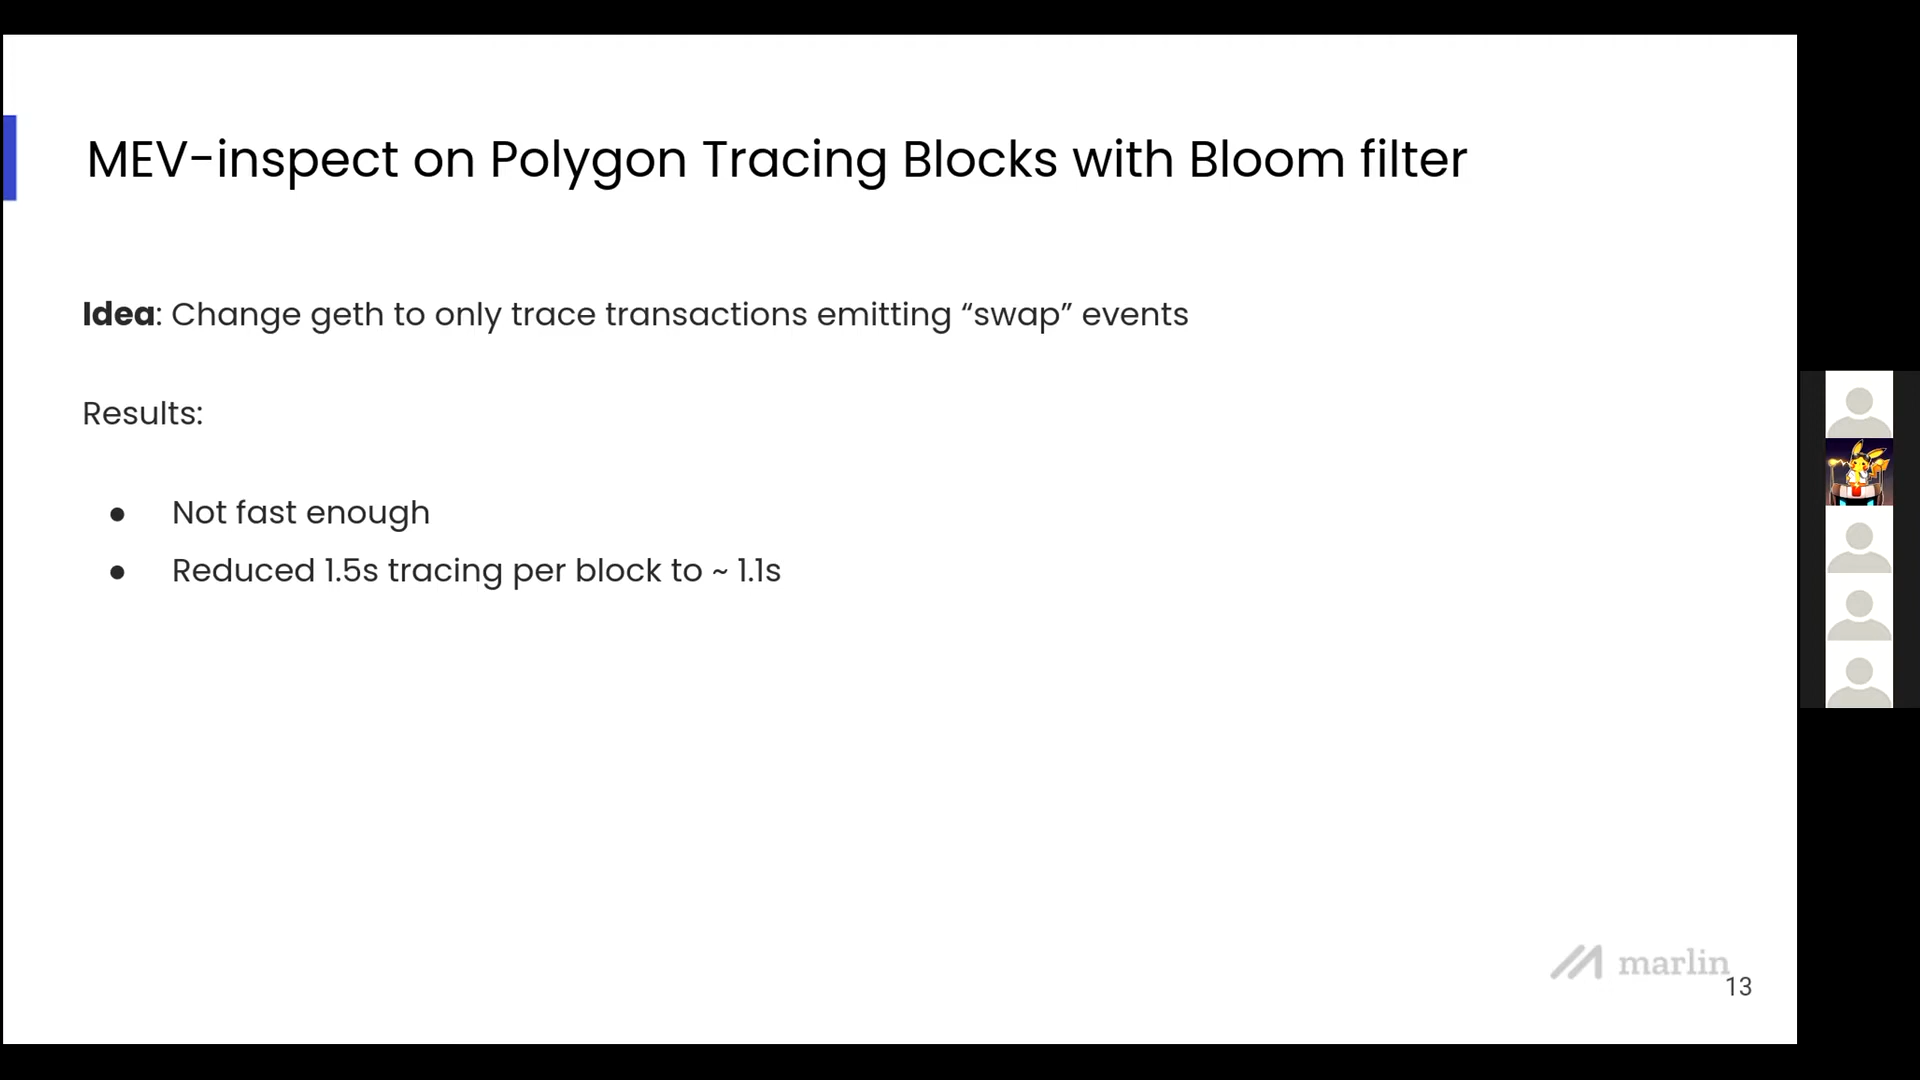 MEV-inspect on Polygon Tracing Blocks with Bloom filter
Idea: Change geth to only trace transactions emitting “swap” events
Results:
● Not fast enough
● Reduced 1.5s tracing per block to ~ 1.1s
marlin
13